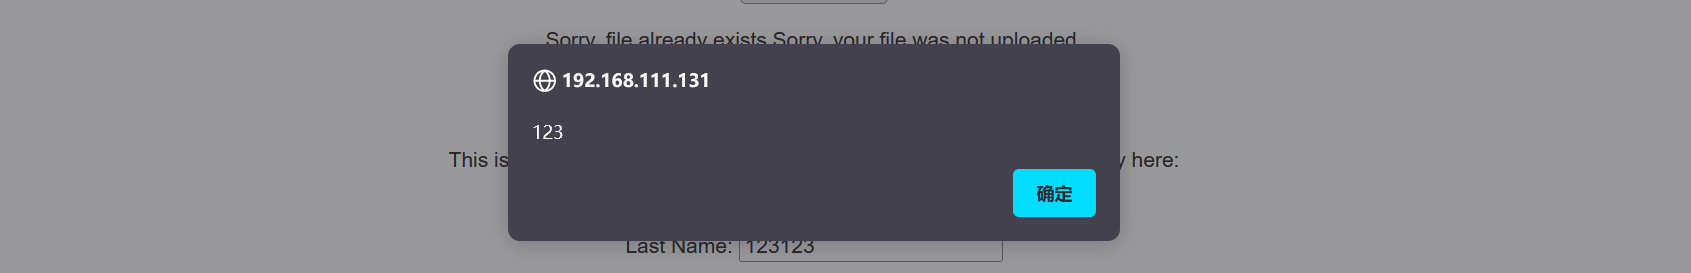 Sorry, file already exists.Sorry, your file was not uploaded.
192.168.111.131
123
This is
y here:
确定
Last Name: 123123